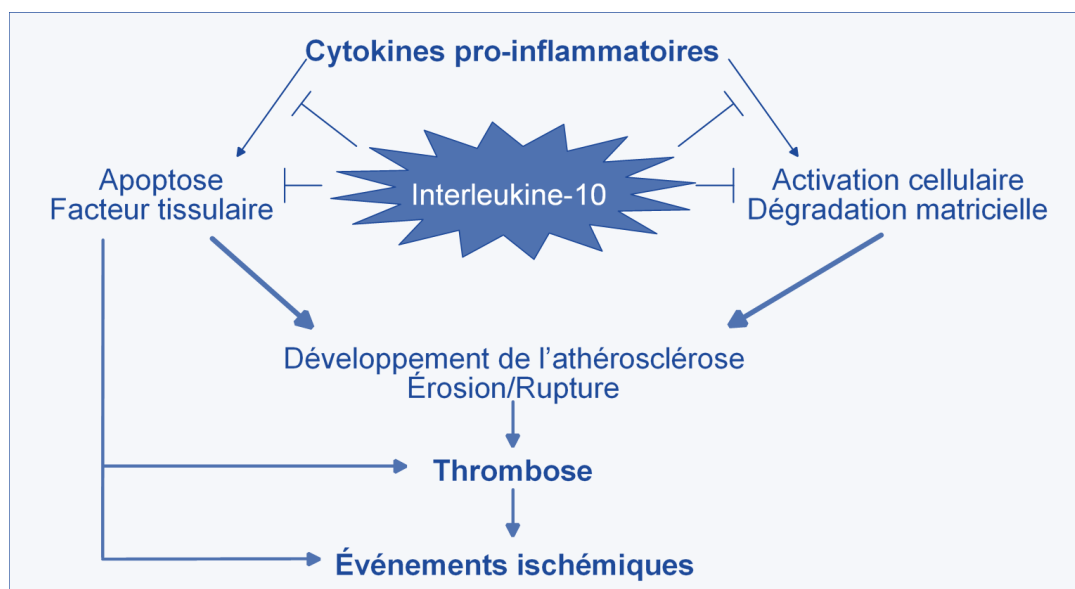 Cytokines pro-inflammatoires
Apoptose
Facteur tissulaire
Interleukine-10
Activation cellulaire
Dégradation matricielle
Développement de l’athérosclérose
Érosion/Rupture
Thrombose
Événements ischémiques